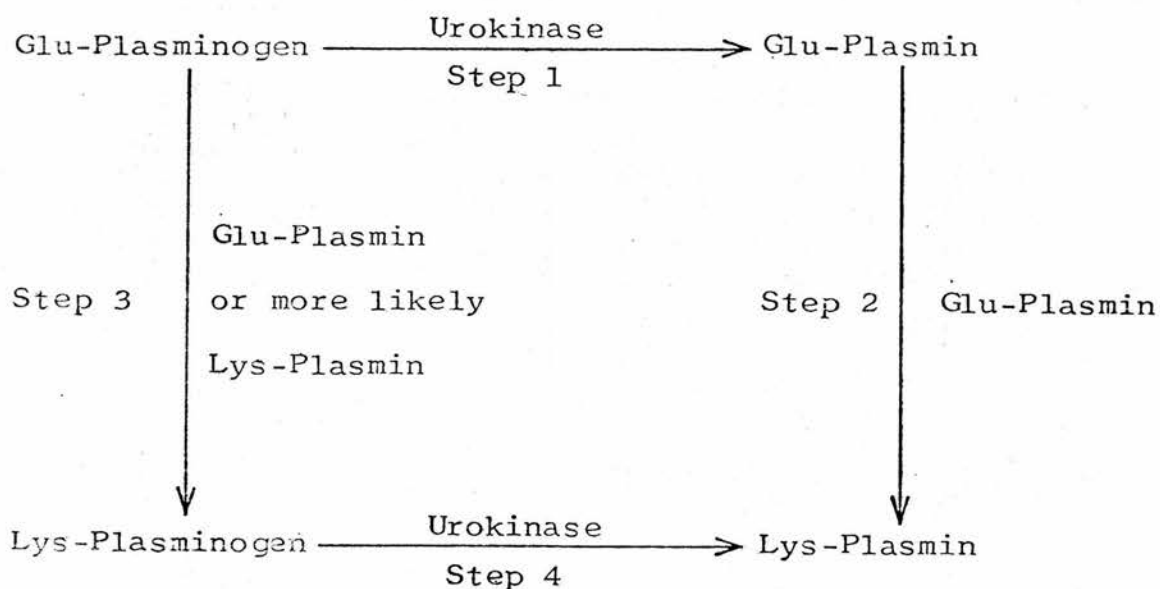 Urokinase
Glu-Plasminogen Glu-Plasmin
Step 1
Glu-Plasmin
Step 3 or more likely Step 2 Glu-Plasmin
Lys-Plasmin
Urokinase
Lys-Plasminogen Lys-Plasmin
Step 4